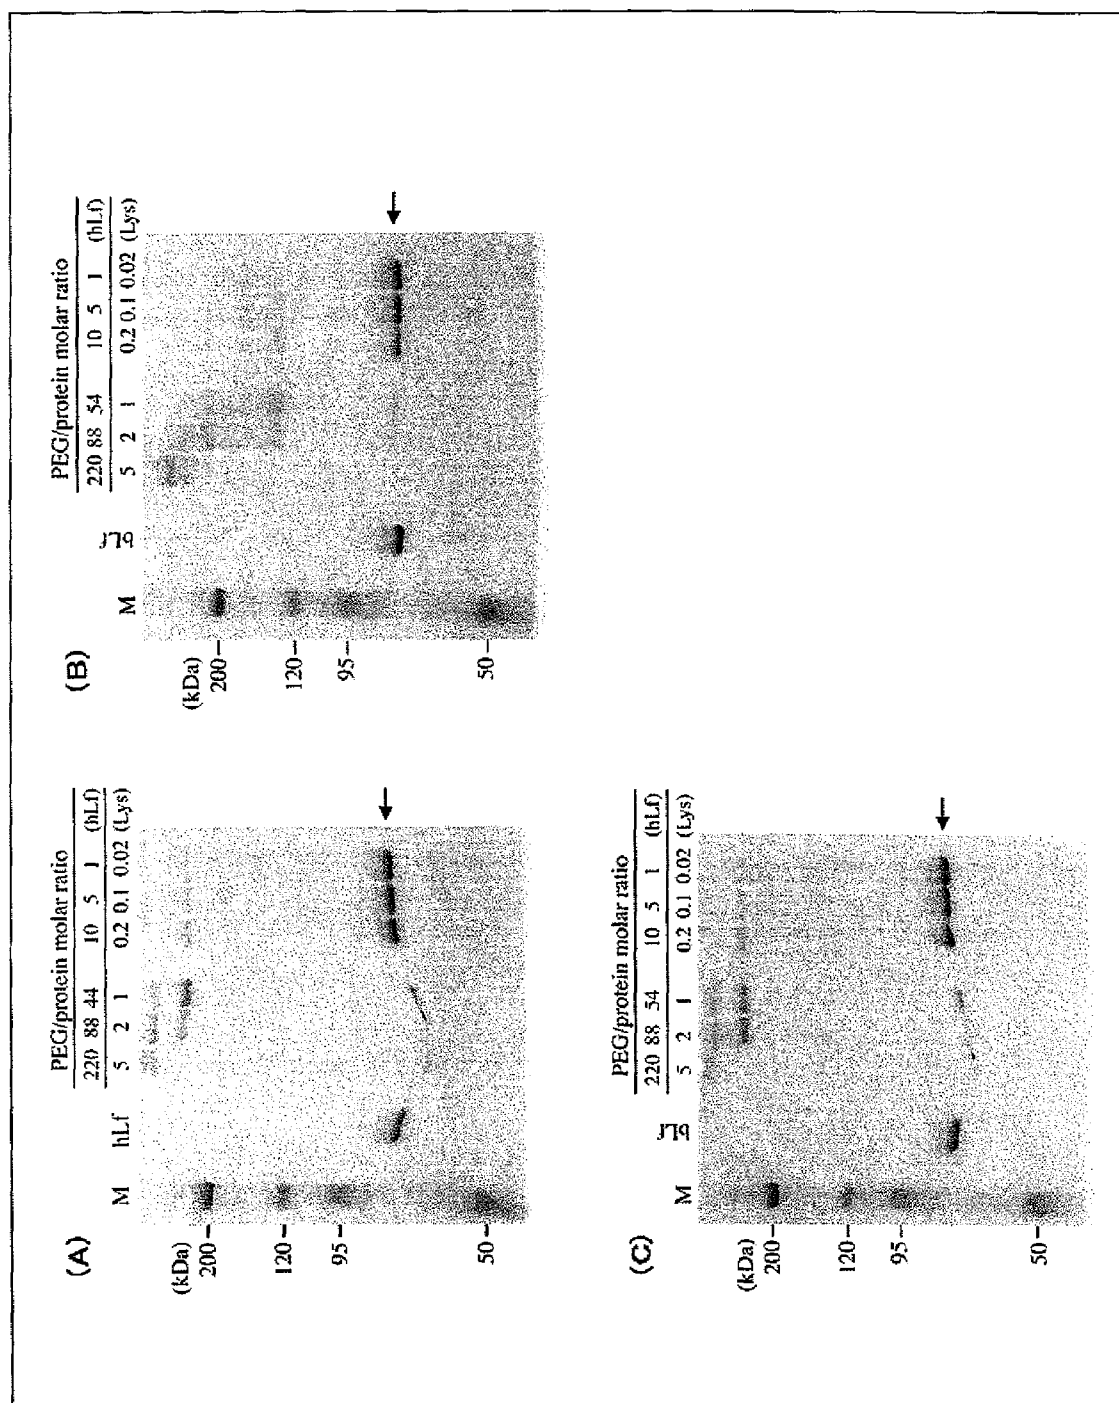 (A)
PEG/protein molar ratio
220 88 44 10 5 1 (hLf)
M hLf 5 2 1 0.2 0.1 0.02 (Lys)
(kDa)
200
120
95
50
(B)
PEG/protein molar ratio
220 88 54 10 5 1 (hLf)
M bLf 5 2 1 0.2 0.1 0.02 (Lys)
(kDa)
200
120
95
50
(C)
PEG/protein molar ratio
220 88 54 10 5 1 (hLf)
M gLf 5 2 1 0.2 0.1 0.02 (Lys)
(kDa)
200
120
95
50